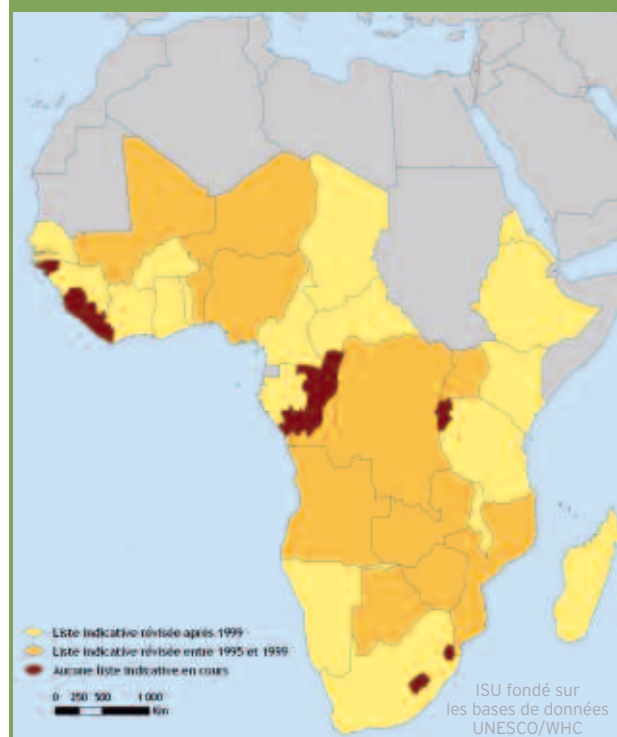 Liste indicative révisée après 1999
Liste indicative révisée entre 1995 et 1999
Aucune liste indicative en cours
0 250 500 1 000
Km
ISU fondé sur
les bases de données
UNESCO/WHC